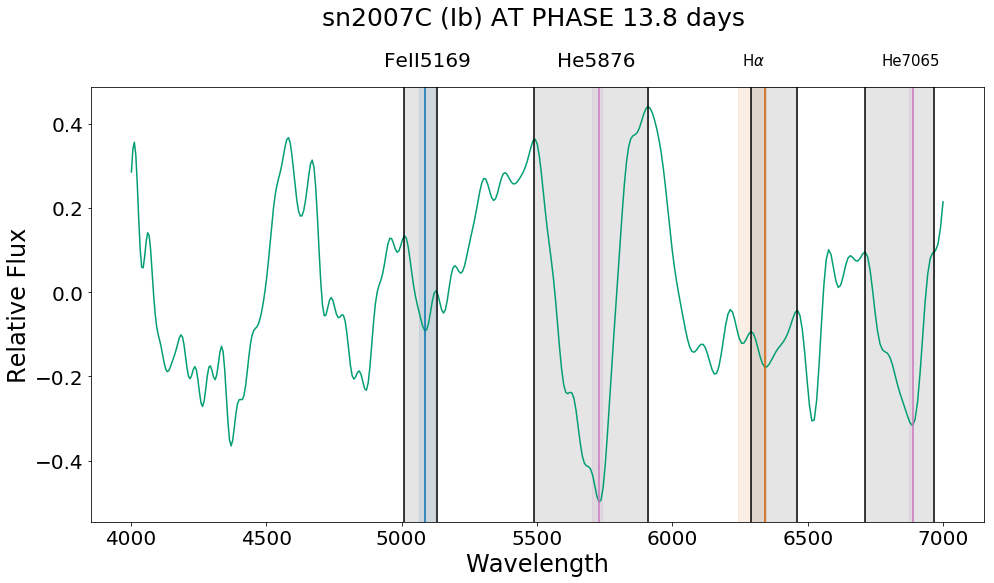 sn2007C (Ib) AT PHASE 13.8 days
FeII5169 He5876 Hα He7065
0.4
0.2
0.0
−0.2
−0.4
Relative Flux
4000 4500 5000 5500 6000 6500 7000
Wavelength